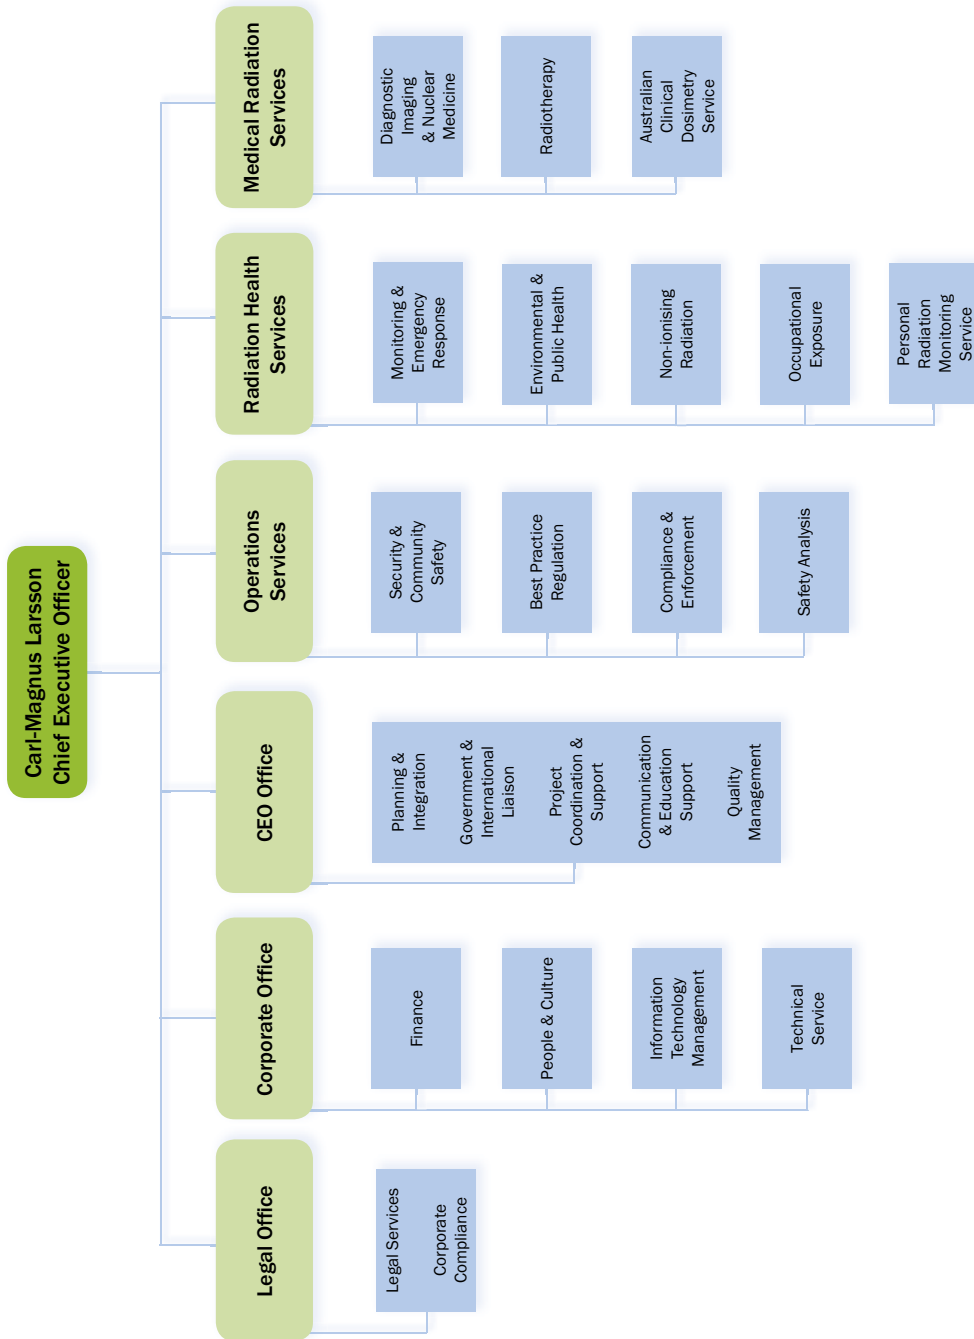 Carl-Magnus Larsson
Chief Executive Officer
Legal Office
Legal Services
Corporate
Compliance
Corporate Office
Finance
People & Culture
Information
Technology
Management
Technical
Service
CEO Office
Planning &
Integration
Government &
International
Liaison
Project
Coordination &
Support
Communication
& Education
Support
Quality
Management
Operations
Services
Security &
Community
Safety
Best Practice
Regulation
Compliance &
Enforcement
Safety Analysis
Radiation Health
Services
Monitoring &
Emergency
Response
Environmental &
Public Health
Non-ionising
Radiation
Occupational
Exposure
Personal
Radiation
Monitoring
Service
Medical Radiation
Services
Diagnostic
Imaging
& Nuclear
Medicine
Radiotherapy
Australian
Clinical
Dosimetry
Service